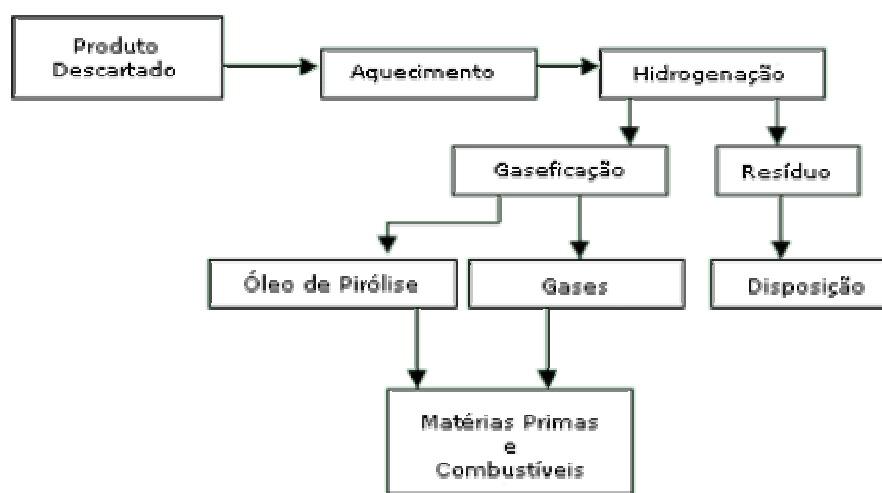 Produto
Descartado
Aquecimento
Hidrogenação
Gaseficação
Resíduo
Óleo de Pirólise
Gases
Disposição
Matérias Primas
e
Combustíveis